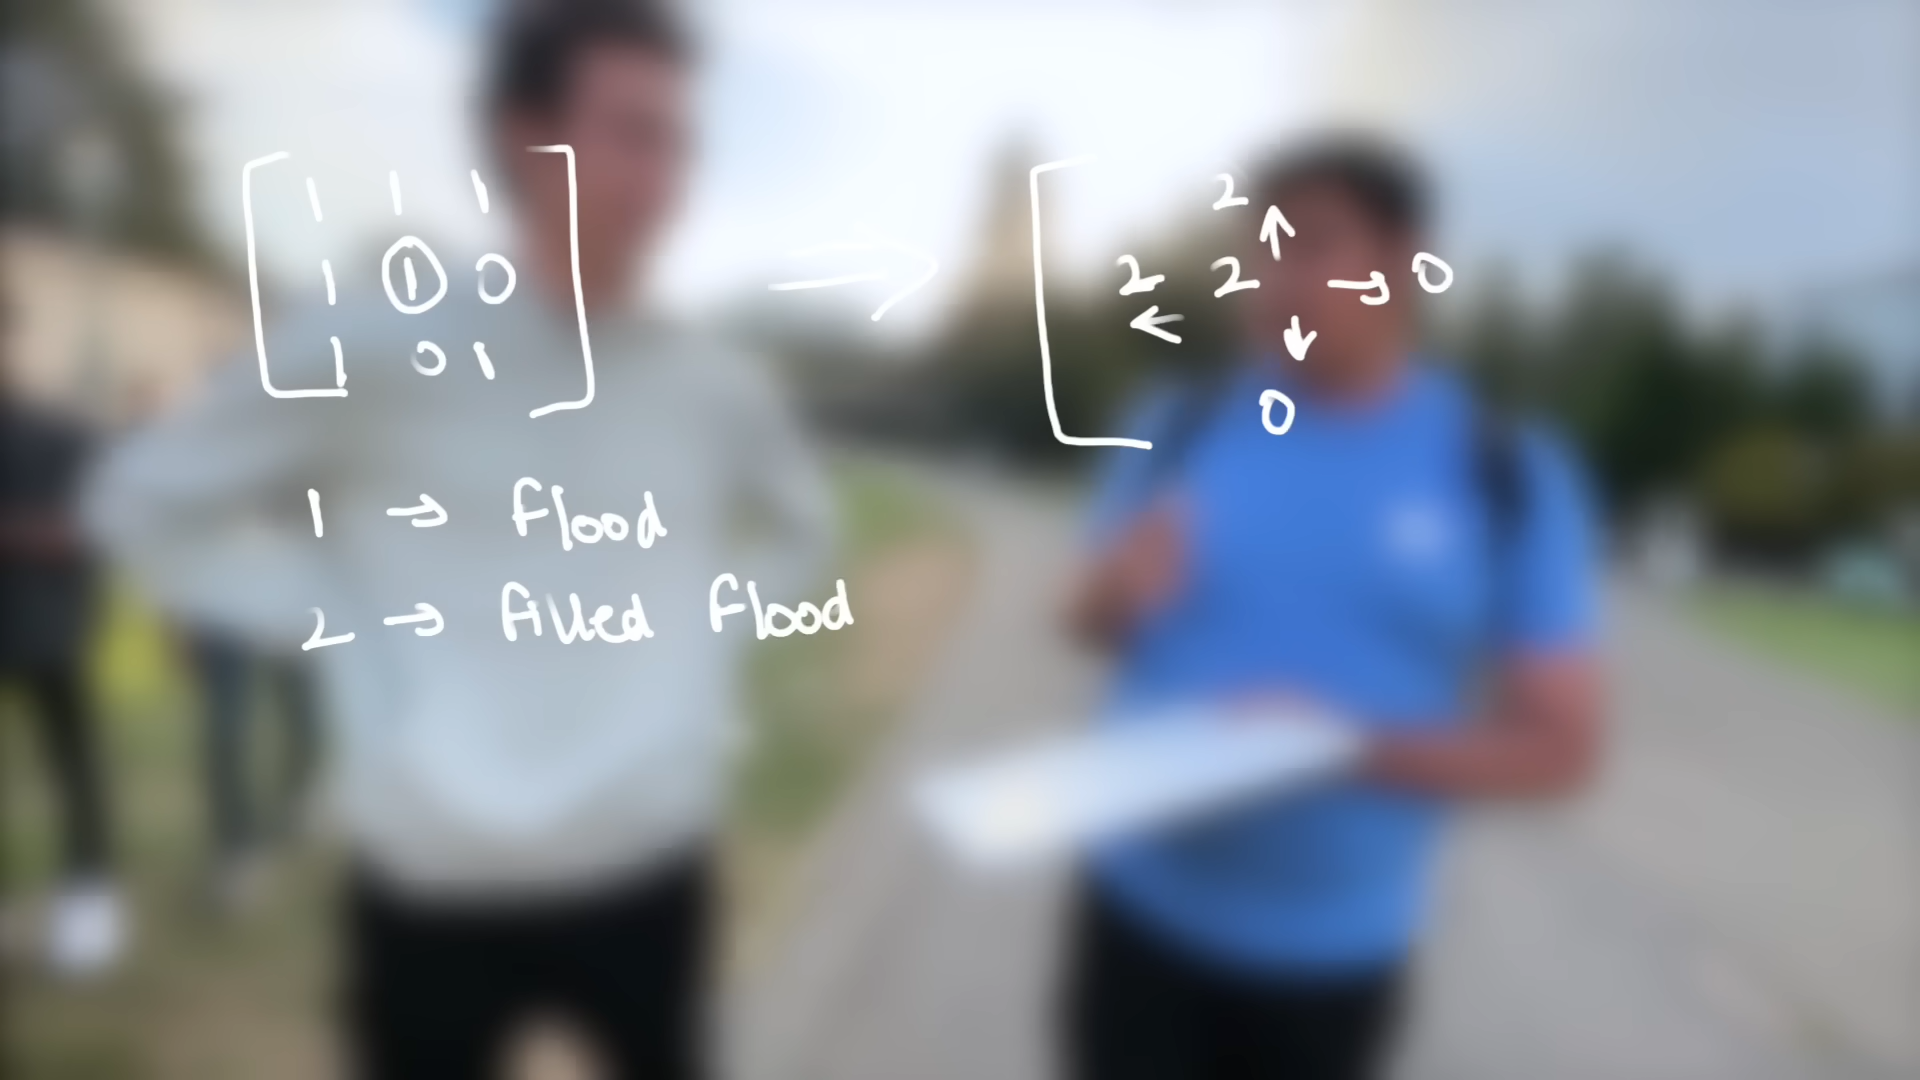 1 1 1
1 1 0
1 0 1
→
2 ↑
2 2 → 0
← ↓
0
1 → flood
2 → filled flood